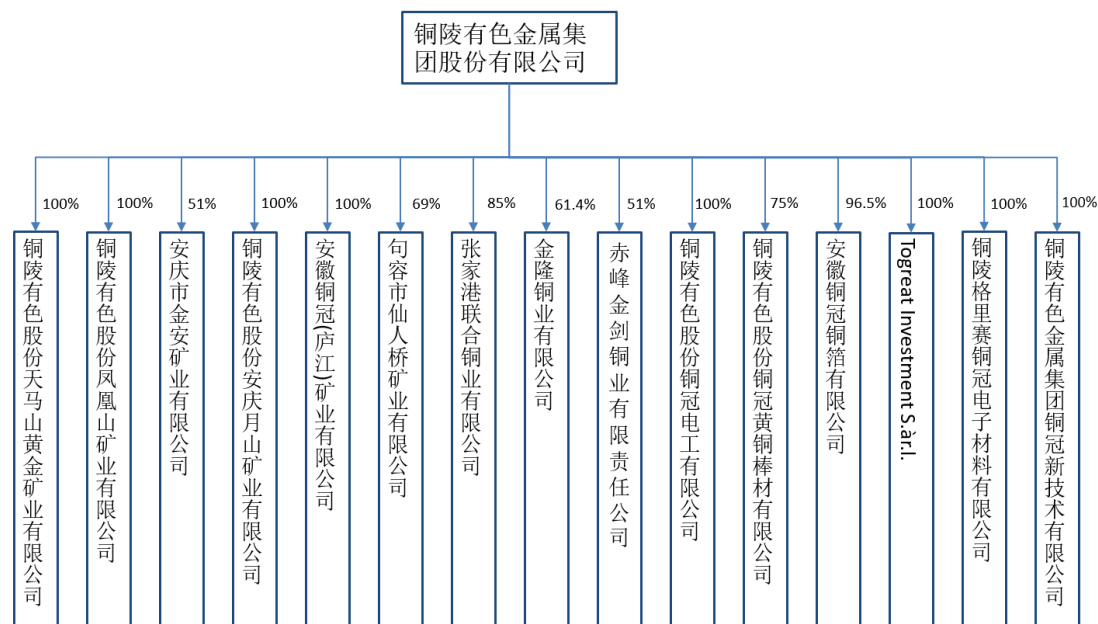 铜陵有色金属集
团股份有限公司
100%
100%
51%
100%
100%
69%
85%
61.4%
51%
100%
75%
96.5%
100%
100%
100%
铜陵有色股份天马山黄金矿业有限公司
铜陵有色股份凤凰山矿业有限公司
安庆市金安矿业有限公司
铜陵有色股份安庆月山矿业有限公司
安徽铜冠(庐江)矿业有限公司
句容市仙人桥矿业有限公司
张家港联合铜业有限公司
金隆铜业有限公司
赤峰金剑铜业有限责任公司
铜陵有色股份铜冠电工有限公司
铜陵有色股份铜冠黄铜棒材有限公司
安徽铜冠铜箔有限公司
Togreat Investment S.àr.l.
铜陵格里赛铜冠电子材料有限公司
铜陵有色金属集团铜冠新技术有限公司